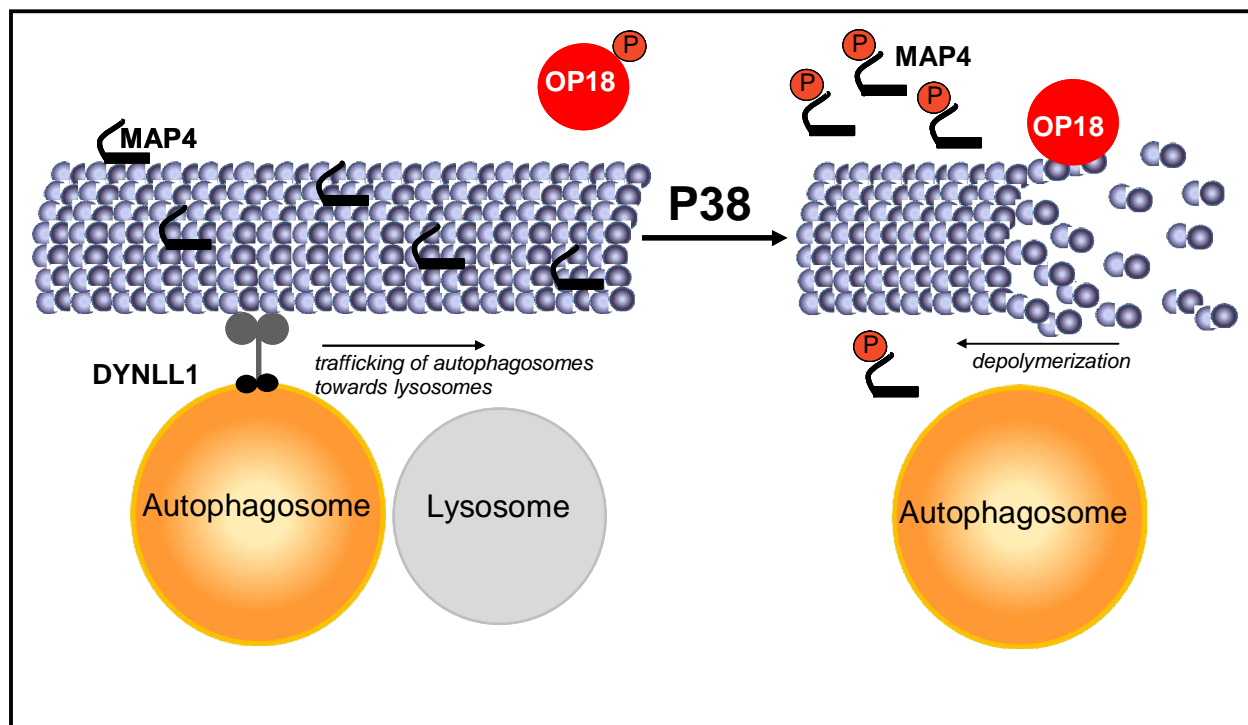 P
OP18
MAP4
DYNLL1
trafficking of autophagosomes
towards lysosomes
Autophagosome
Lysosome
P38
P
MAP4
P
P
OP18
P
depolymerization
Autophagosome